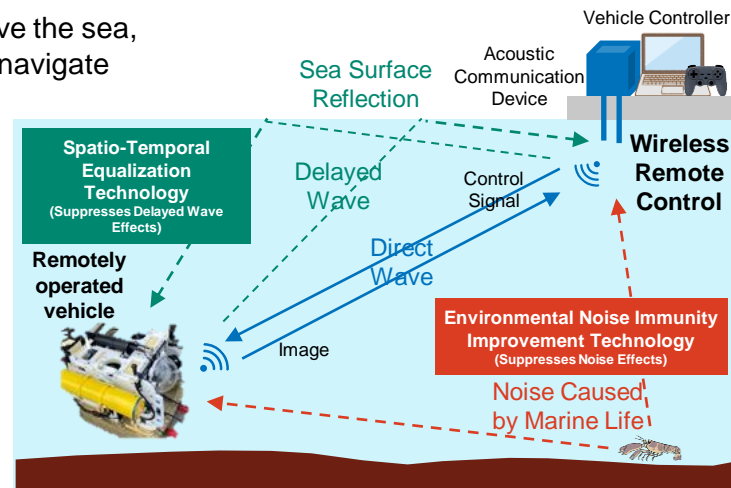 ve the sea,
navigate
Vehicle Controller
Acoustic
Communication
Device
Sea Surface
Reflection
Spatio-Temporal
Equalization
Technology
(Suppresses Delayed Wave
Effects)
Delayed
Wave
Control
Signal
Wireless
Remote
Control
Direct
Wave
Remotely
operated
vehicle
Image
Environmental Noise Immunity
Improvement Technology
(Suppresses Noise Effects)
Noise Caused
by Marine Life